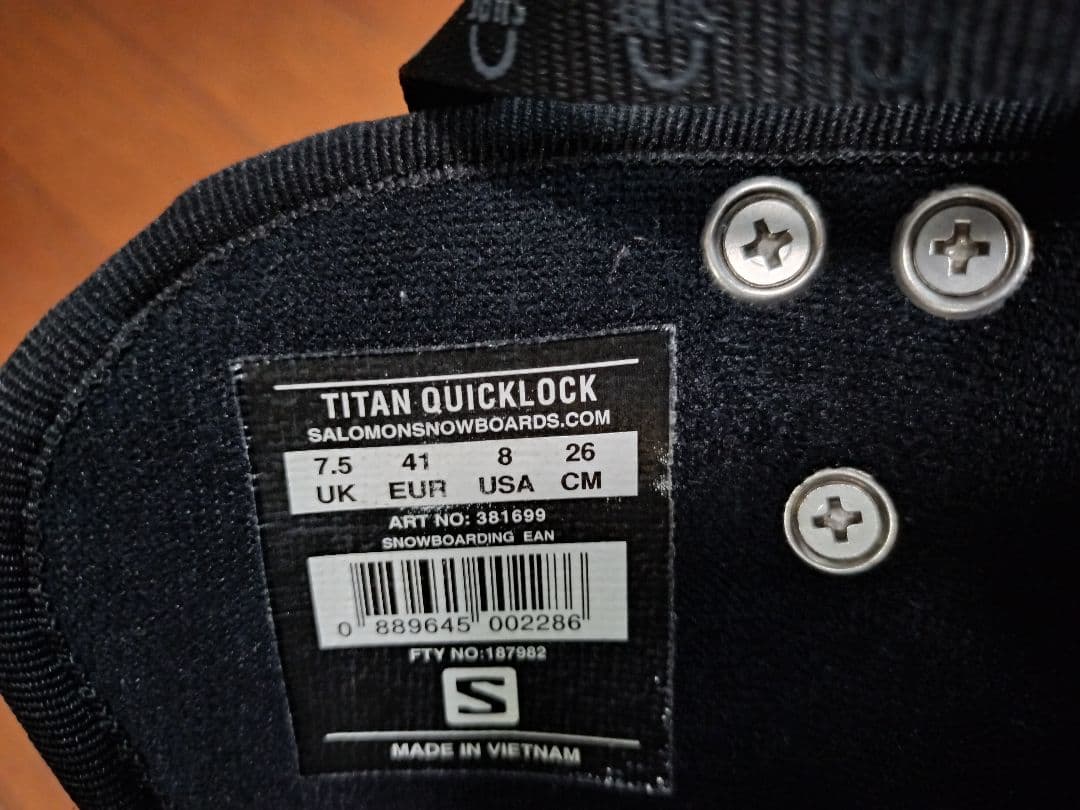 TITAN QUICKLOCK
SALOMONSNOWBOARDS.COM
7.5 41 8 26
UK EUR USA CM
ART NO: 381699
SNOWBOARDING EAN
0 889645 002286
FTY NO:187982
S
MADE IN VIETNAM